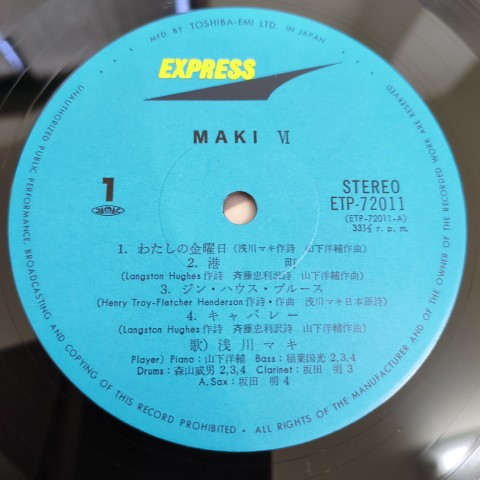 MFD. BY TOSHIBA-EMI LTD. IN JAPAN
EXPRESS
MAKI Ⅵ
1
JASRAC
STEREO
ETP-72011
(ETP-72011-A)
33⅓ r. p. m.
1. わたしの金曜日 (浅川マキ作詩 山下洋輔作曲)
2. 港 町
(Langston Hughes 作詩 斉藤忠利訳詩 山下洋輔作曲)
3. ジン・ハウス・ブルース
(Henry Troy-Fletcher Henderson 作詩・作曲 浅川マキ日本語詩)
4. キャバレー
(Langston Hughes 作詩 斉藤忠利訳詩 山下洋輔作曲)
歌) 浅川マキ
Player) Piano : 山下洋輔 Bass : 稲葉国光 2,3,4
Drums : 森山威男 2,3,4 Clarinet : 坂田 明 3
A. Sax : 坂田 明 4
ALL RIGHTS OF THE MANUFACTURER AND OF THE OWNER OF THE RECORDED WORK ARE RESERVED
UNAUTHORIZED PUBLIC PERFORMANCE, BROADCASTING AND COPYING OF THIS RECORD PROHIBITED •